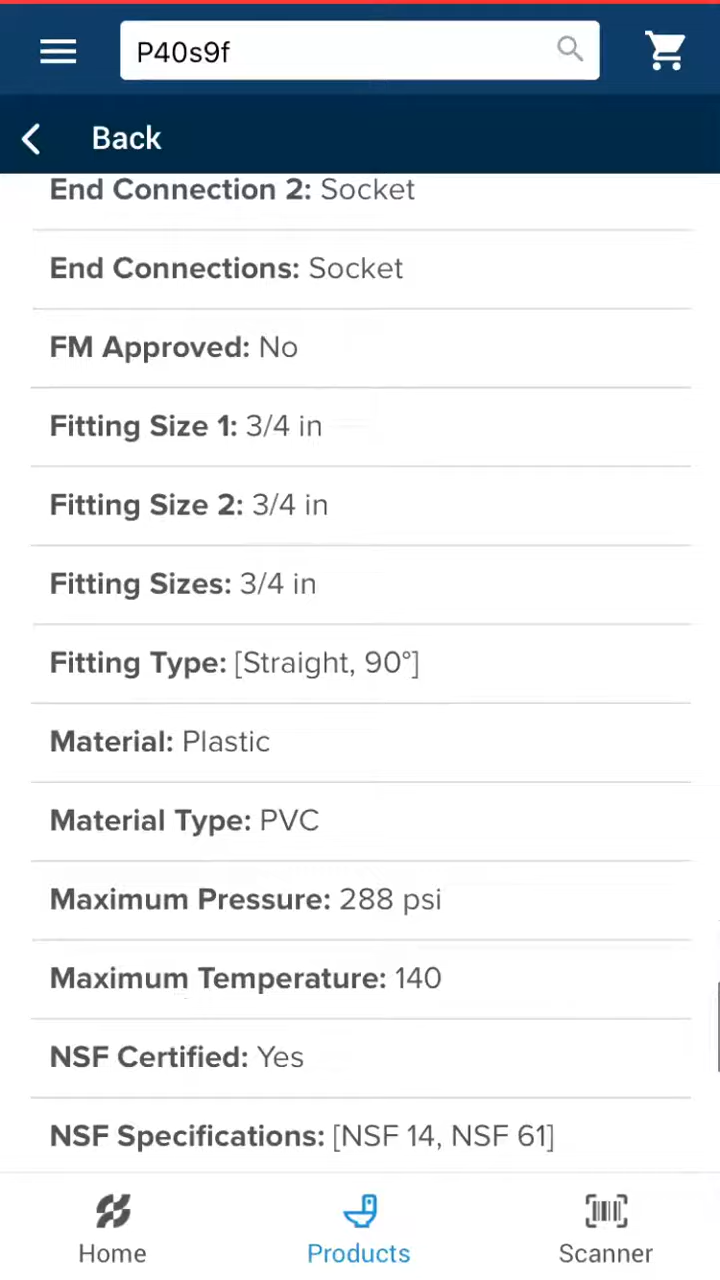 P40s9f
Back
End Connection 2: Socket
End Connections: Socket
FM Approved: No
Fitting Size 1: 3/4 in
Fitting Size 2: 3/4 in
Fitting Sizes: 3/4 in
Fitting Type: [Straight, 90°]
Material: Plastic
Material Type: PVC
Maximum Pressure: 288 psi
Maximum Temperature: 140
NSF Certified: Yes
NSF Specifications: [NSF 14, NSF 61]
Home Products Scanner